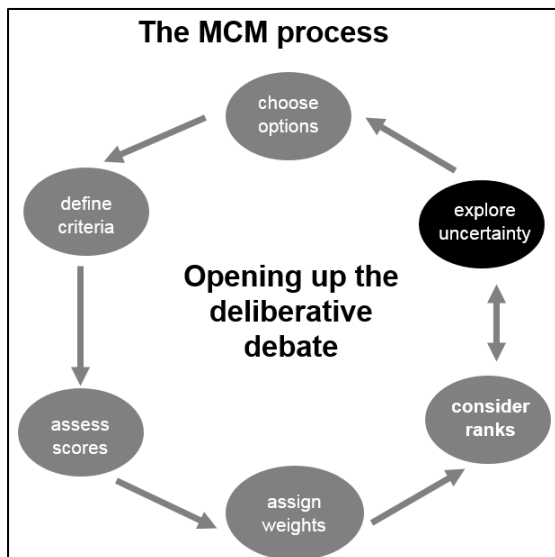 The MCM process
choose
options
define
criteria
explore
uncertainty
Opening up the
deliberative
debate
assess
scores
consider
ranks
assign
weights